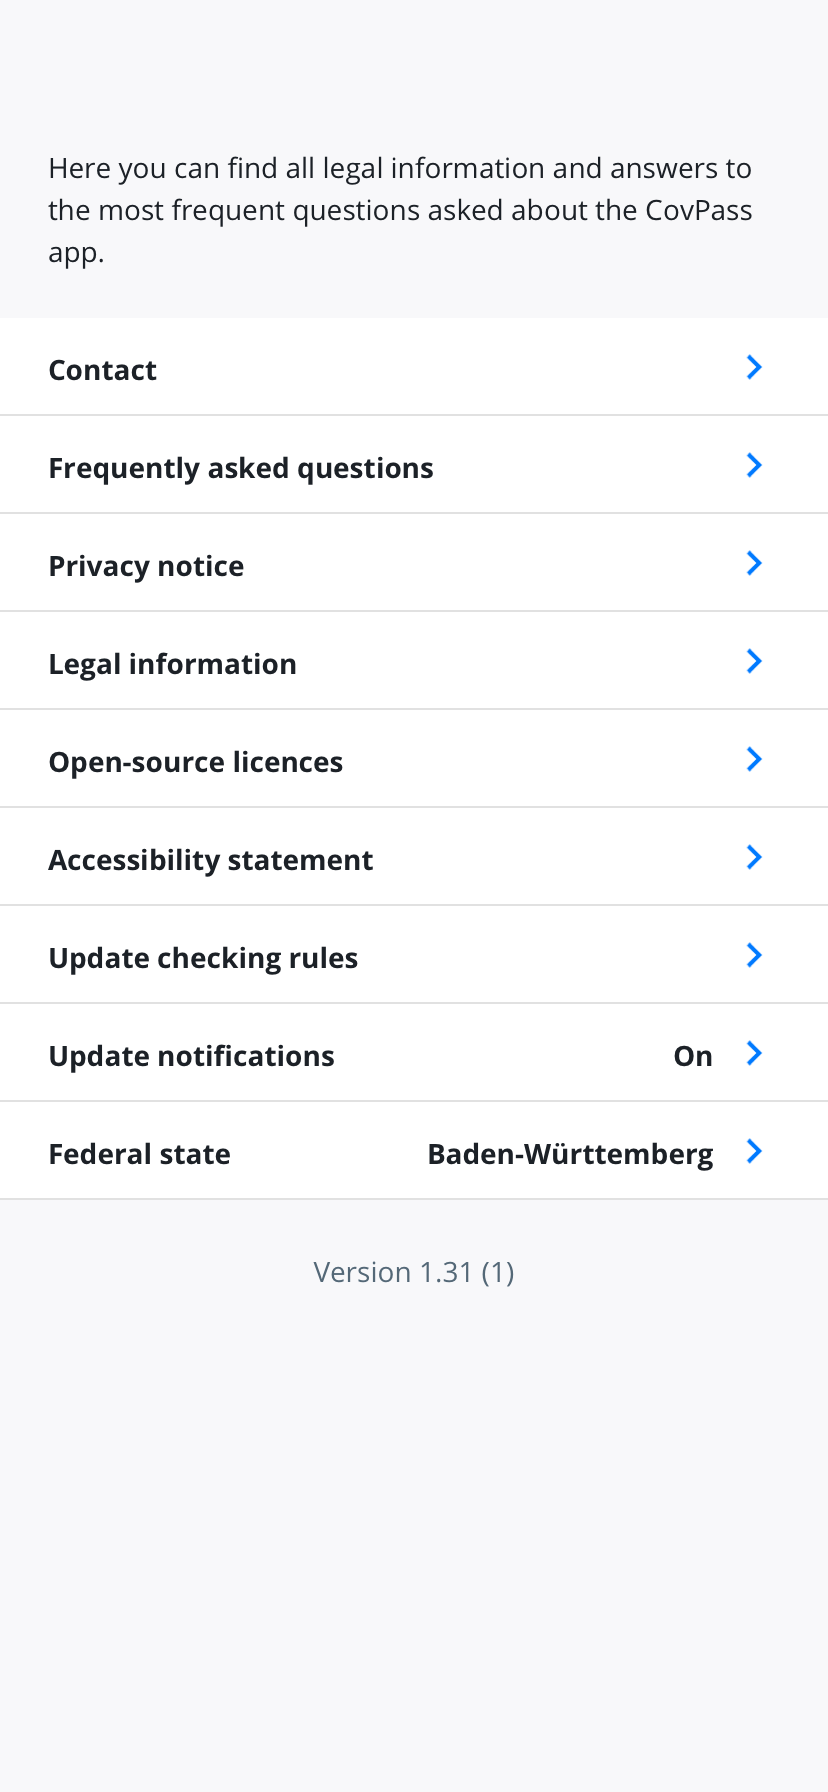 Here you can find all legal information and answers to
the most frequent questions asked about the CovPass
app.
Contact
Frequently asked questions
Privacy notice
Legal information
Open-source licences
Accessibility statement
Update checking rules
Update notifications On
Federal state Baden-Württemberg
Version 1.31 (1)